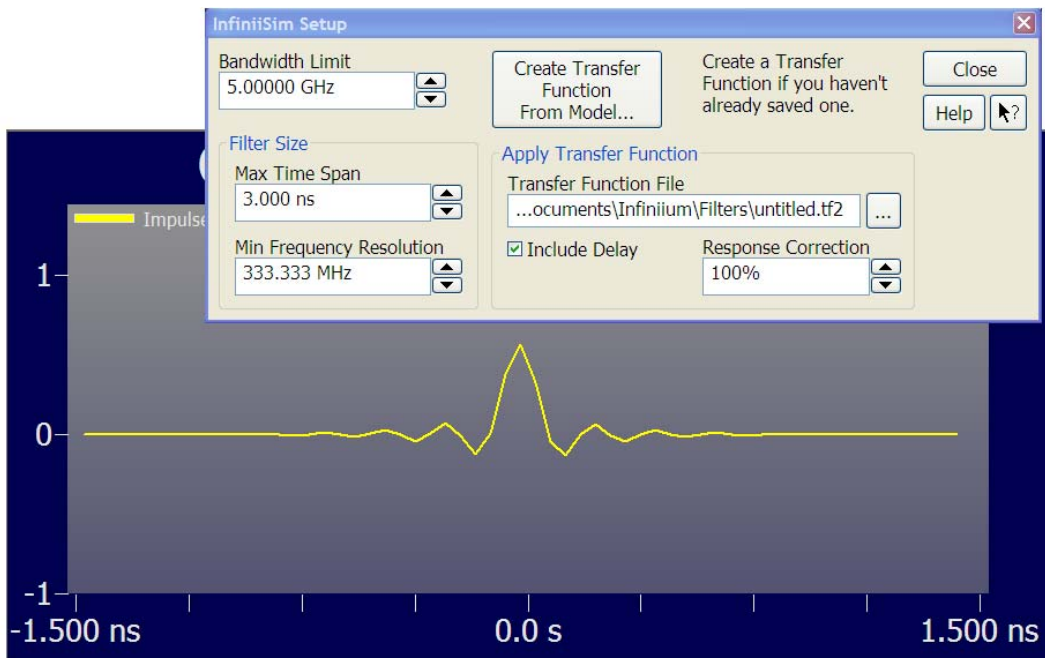 InfiniiSim Setup
Bandwidth Limit
5.00000 GHz
Create Transfer
Function
From Model...
Create a Transfer
Function if you haven't
already saved one.
Close
Help
?
Filter Size
Max Time Span
3.000 ns
Min Frequency Resolution
333.333 MHz
Apply Transfer Function
Transfer Function File
...ocuments\Infiniium\Filters\untitled.tf2
...
Include Delay
Response Correction
100%
Impulse
1
0
-1
-1.500 ns
0.0 s
1.500 ns